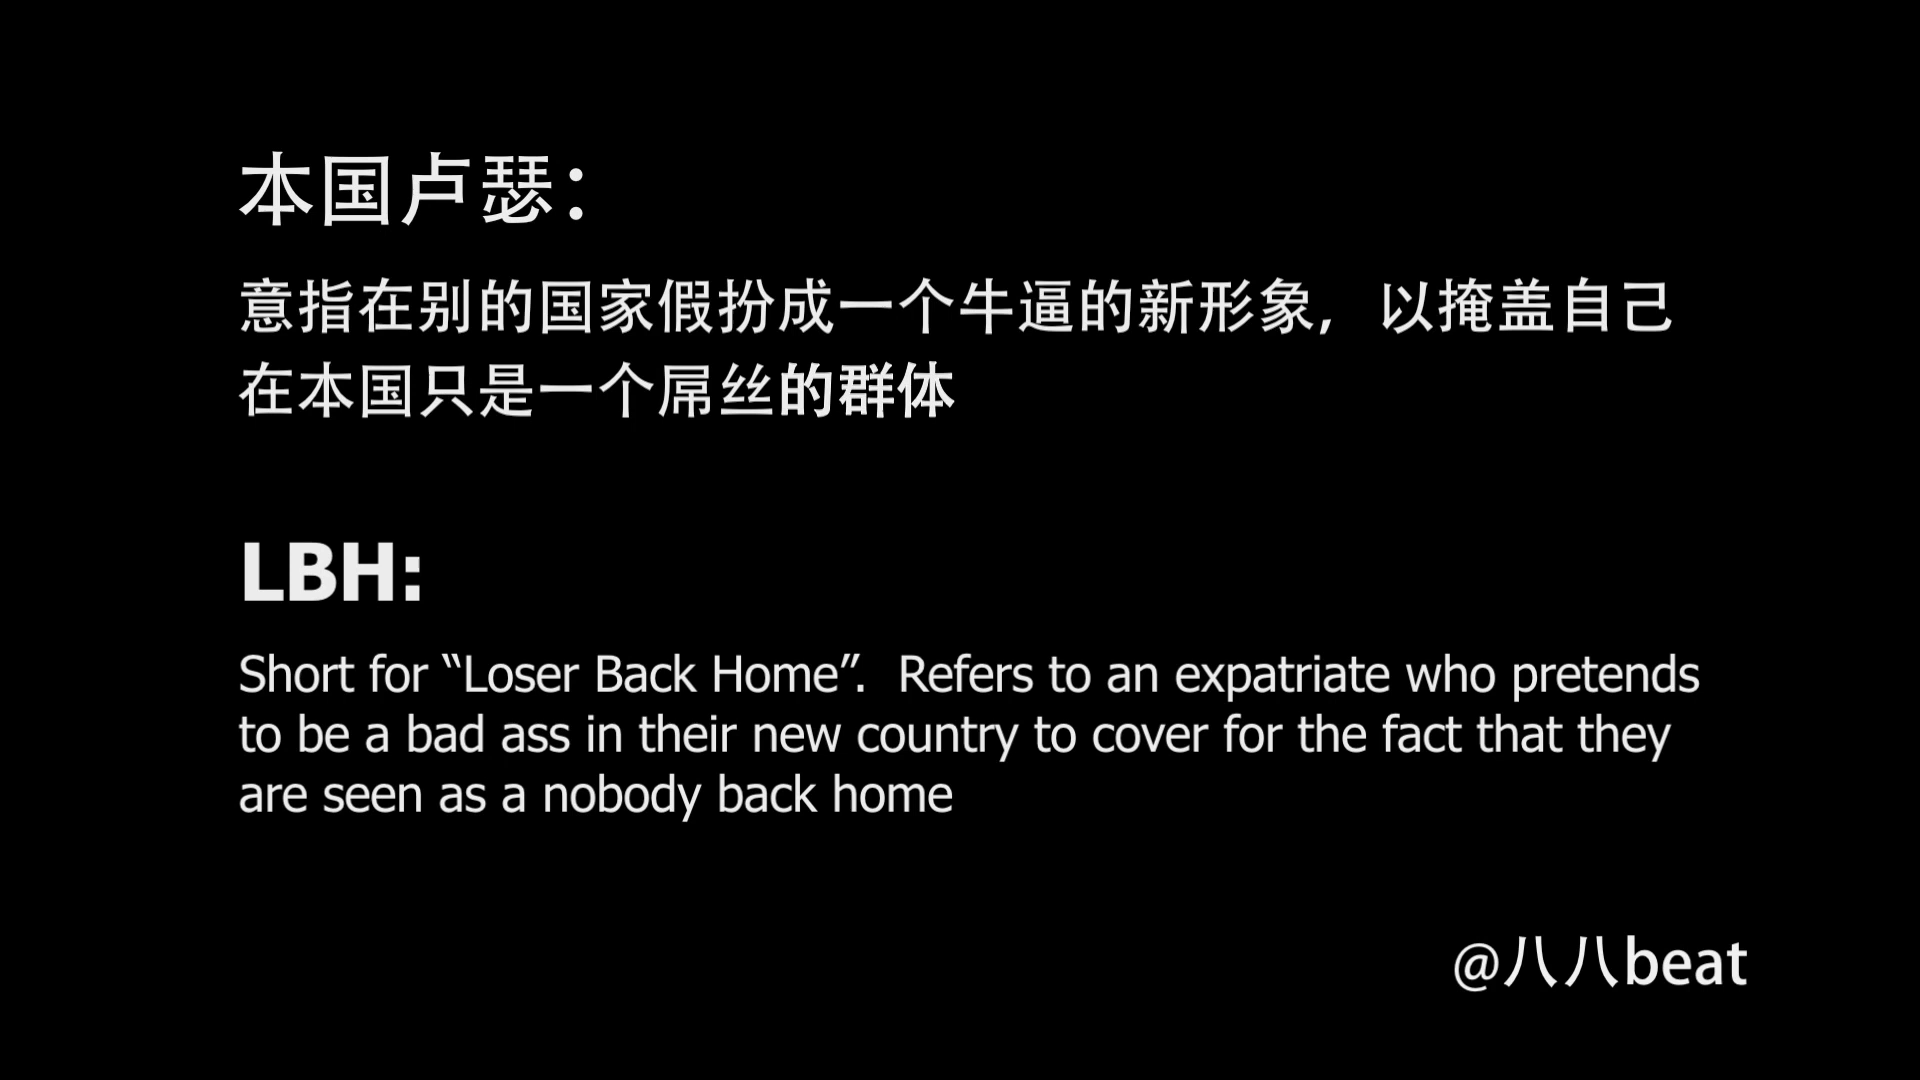 本国卢瑟：
意指在别的国家假扮成一个牛逼的新形象，以掩盖自己
在本国只是一个屌丝的群体
LBH:
Short for “Loser Back Home”.  Refers to an expatriate who pretends
to be a bad ass in their new country to cover for the fact that they
are seen as a nobody back home
@八八beat